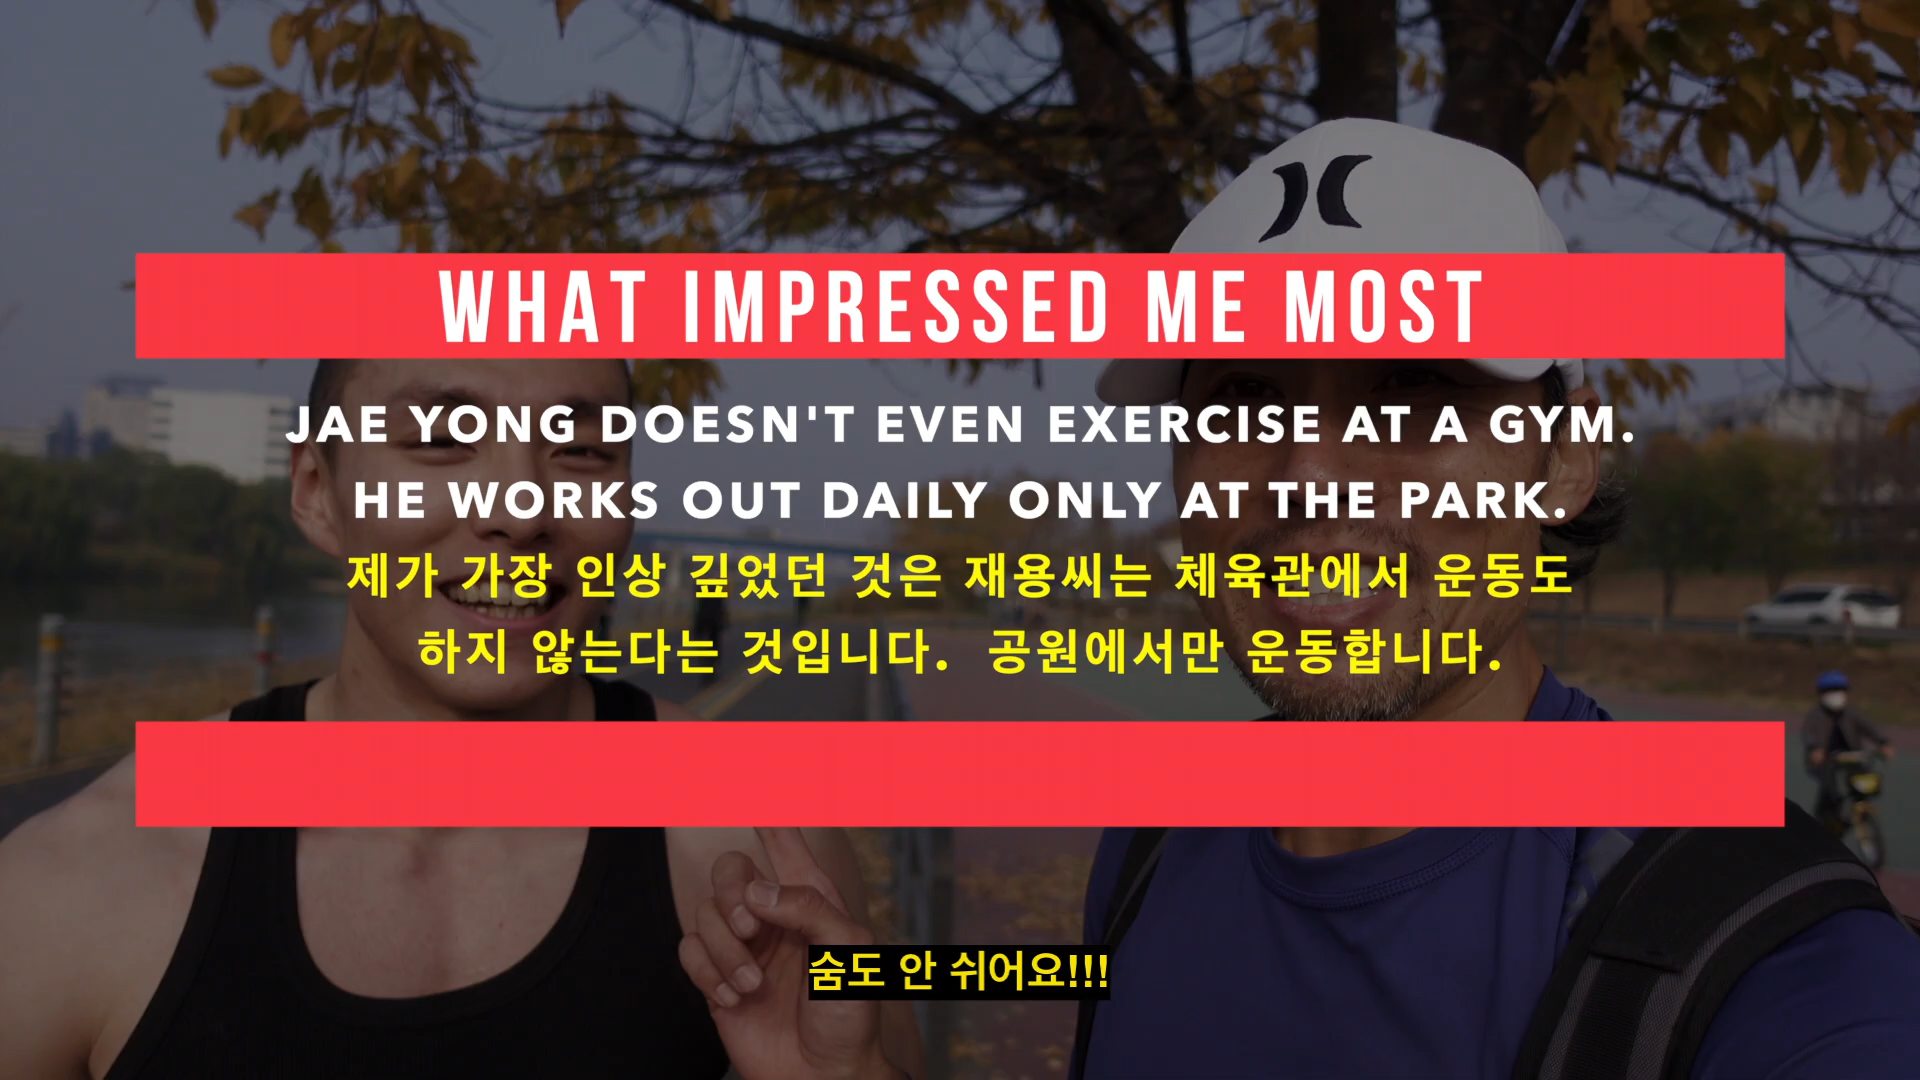 WHAT IMPRESSED ME MOST
JAE YONG DOESN'T EVEN EXERCISE AT A GYM.
HE WORKS OUT DAILY ONLY AT THE PARK.
제가 가장 인상 깊었던 것은 재용씨는 체육관에서 운동도
하지 않는다는 것입니다. 공원에서만 운동합니다.
숨도 안 쉬어요!!!